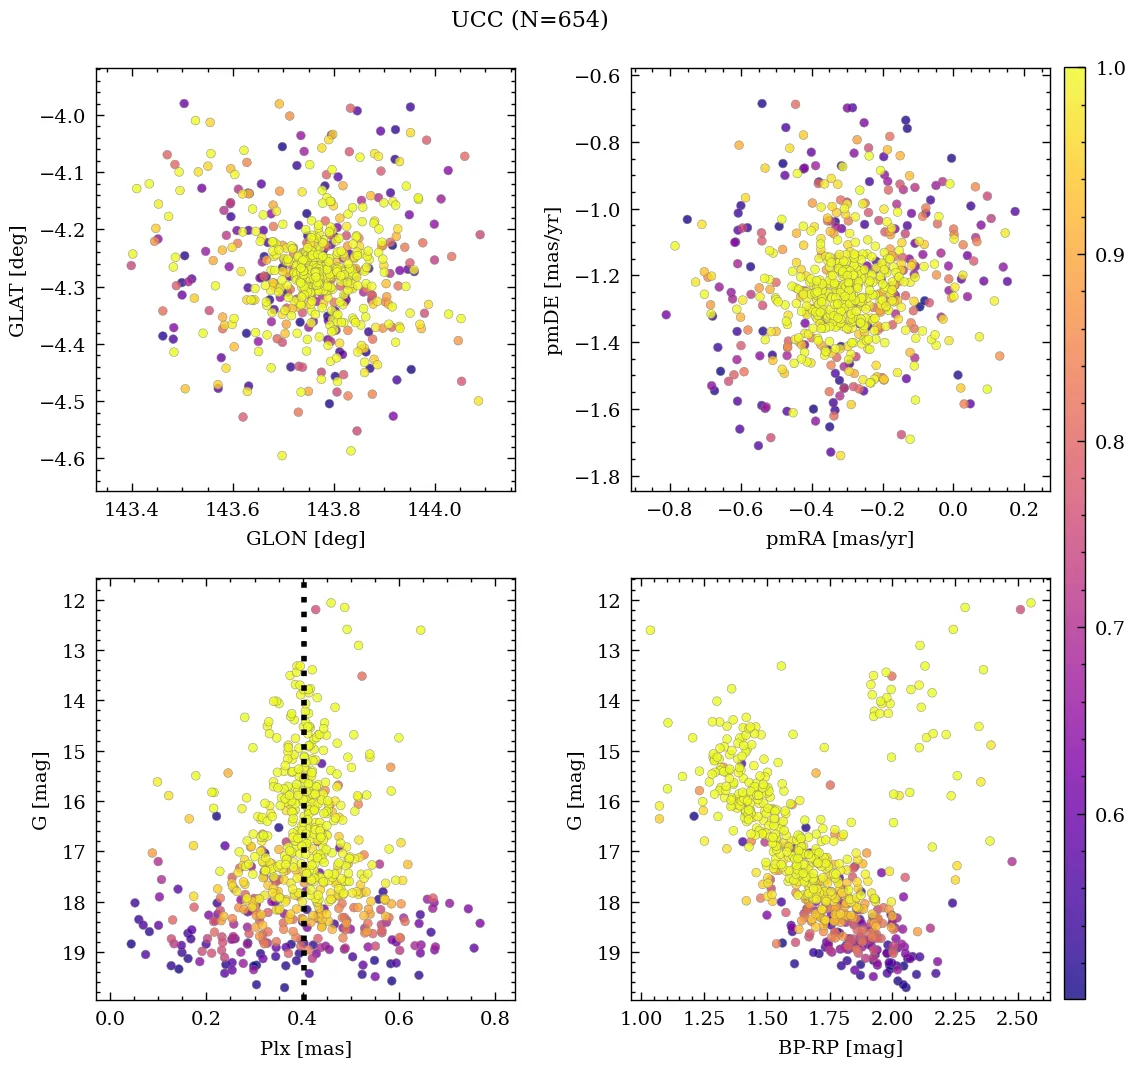 UCC (N=654)
−4.0
−4.1
−4.2
−4.3
−4.4
−4.5
−4.6
GLAT [deg]
143.4 143.6 143.8 144.0
GLON [deg]
−0.6
−0.8
−1.0
−1.2
−1.4
−1.6
−1.8
pmDE [mas/yr]
−0.8 −0.6 −0.4 −0.2 0.0 0.2
pmRA [mas/yr]
12
13
14
15
16
17
18
19
G [mag]
0.0 0.2 0.4 0.6 0.8
Plx [mas]
12
13
14
15
16
17
18
19
G [mag]
1.00 1.25 1.50 1.75 2.00 2.25 2.50
BP-RP [mag]
1.0
0.9
0.8
0.7
0.6